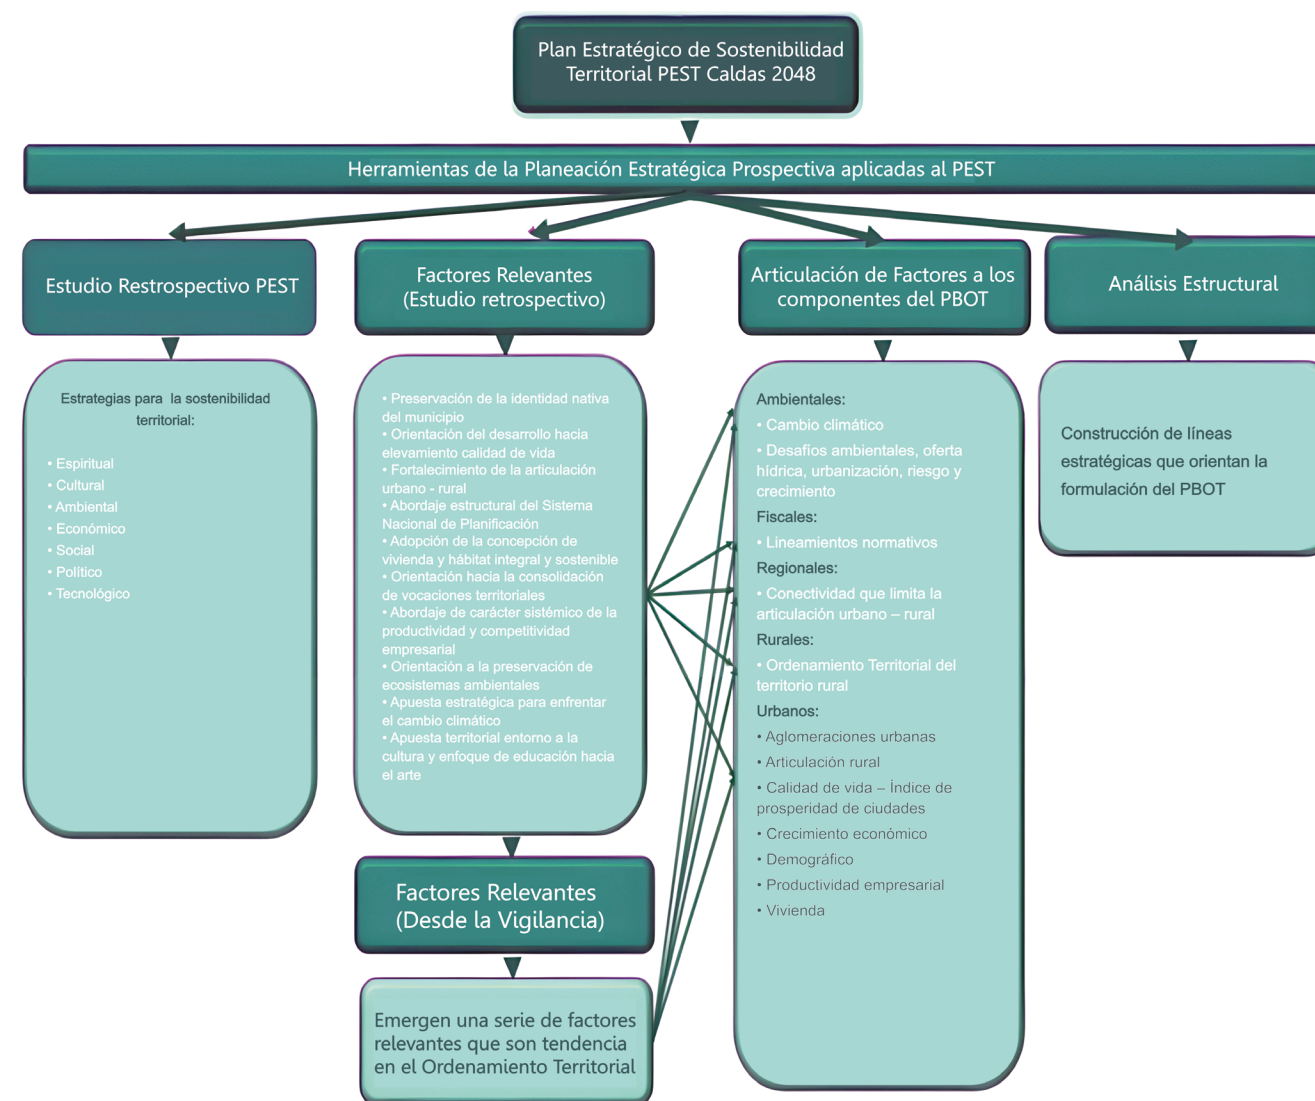 Plan Estratégico de Sostenibilidad
Territorial PEST Caldas 2048
Herramientas de la Planeación Estratégica Prospectiva aplicadas al PEST
Estudio Restrospectivo PEST
Estrategias para la sostenibilidad
territorial:
• Espiritual
• Cultural
• Ambiental
• Económico
• Social
• Político
• Tecnológico
Factores Relevantes
(Estudio retrospectivo)
• Preservación de la identidad nativa
del municipio
• Orientación del desarrollo hacia
elevamiento calidad de vida
• Fortalecimiento de la articulación
urbano - rural
• Abordaje estructural del Sistema
Nacional de Planificación
• Adopción de la concepción de
vivienda y hábitat integral y sostenible
• Orientación hacia la consolidación
de vocaciones territoriales
• Abordaje de carácter sistémico de la
productividad y competitividad
empresarial
• Orientación a la preservación de
ecosistemas ambientales
• Apuesta estratégica para enfrentar
el cambio climático
• Apuesta territorial entorno a la
cultura y enfoque de educación hacia
el arte
Factores Relevantes
(Desde la Vigilancia)
Emergen una serie de factores
relevantes que son tendencia
en el Ordenamiento Territorial
Articulación de Factores a los
componentes del PBOT
Ambientales:
• Cambio climático
• Desafíos ambientales, oferta
hídrica, urbanización, riesgo y
crecimiento
Fiscales:
• Lineamientos normativos
Regionales:
• Conectividad que limita la
articulación urbano – rural
Rurales:
• Ordenamiento Territorial del
territorio rural
Urbanos:
• Aglomeraciones urbanas
• Articulación rural
• Calidad de vida – Índice de
prosperidad de ciudades
• Crecimiento económico
• Demográfico
• Productividad empresarial
• Vivienda
Análisis Estructural
Construcción de líneas
estratégicas que orientan la
formulación del PBOT